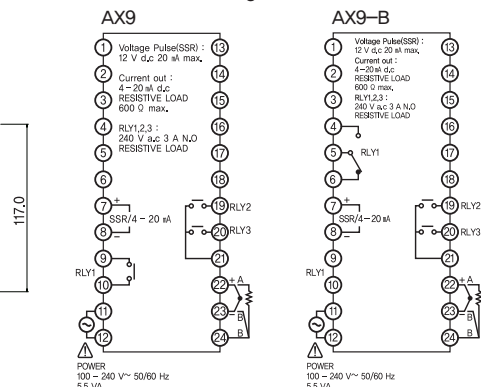 AX9
AX9-B
117.0
1
2
3
4
5
6
7
8
9
10
11
12
13
14
15
16
17
18
19
20
21
22
23
24
Voltage Pulse(SSR) :
12 V d.c 20 mA max.
Current out :
4-20 mA d.c
RESISTIVE LOAD
600 Ω max.
RLY1,2,3 :
240 V a.c 3 A N.O
RESISTIVE LOAD
+
SSR/4 - 20 mA
-
RLY1
RLY2
RLY3
+ A
- B
B
POWER
100 - 240 V~ 50/60 Hz
5.5 VA
1
2
3
4
5
6
7
8
9
10
11
12
13
14
15
16
17
18
19
20
21
22
23
24
Voltage Pulse(SSR) :
12 V d.c 20 mA max.
Current out :
4-20 mA d.c
RESISTIVE LOAD
600 Ω max.
RLY1,2,3 :
240 V a.c 3 A N.O
RESISTIVE LOAD
RLY1
+
SSR/4-20 mA
-
RLY1
RLY2
RLY3
+ A
- B
B
POWER
100 - 240 V~ 50/60 Hz
5.5 VA